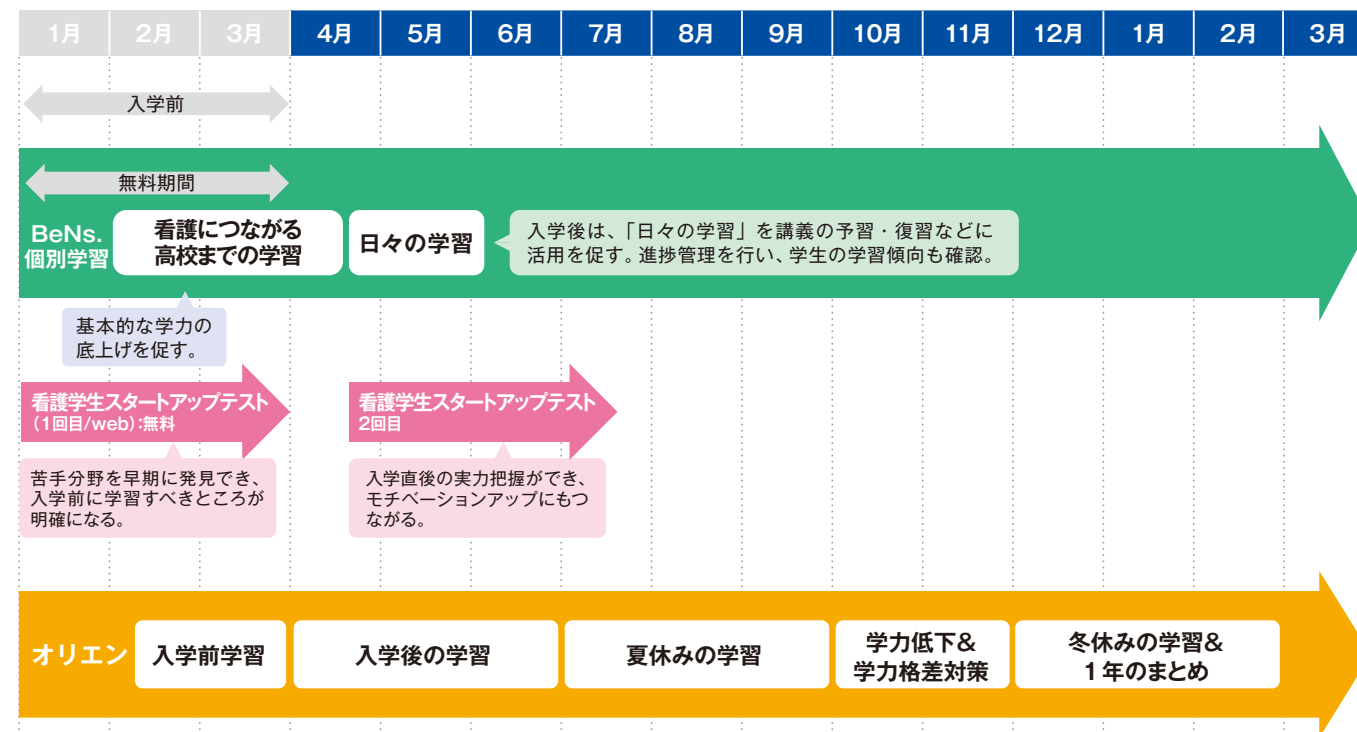 1月 2月 3月 4月 5月 6月 7月 8月 9月 10月 11月 12月 1月 2月 3月
入学前
無料期間
BeNs.
個別学習
看護につながる
高校までの学習
日々の学習
入学後は、「日々の学習」を講義の予習・復習などに
活用を促す。進捗管理を行い、学生の学習傾向も確認。
基本的な学力の
底上げを促す。
看護学生スタートアップテスト
(1回目/web):無料
苦手分野を早期に発見でき、
入学前に学習すべきところが
明確になる。
看護学生スタートアップテスト
2回目
入学直後の実力把握ができ、
モチベーションアップにもつ
ながる。
オリエン
入学前学習
入学後の学習
夏休みの学習
学力低下&
学力格差対策
冬休みの学習&
1年のまとめ